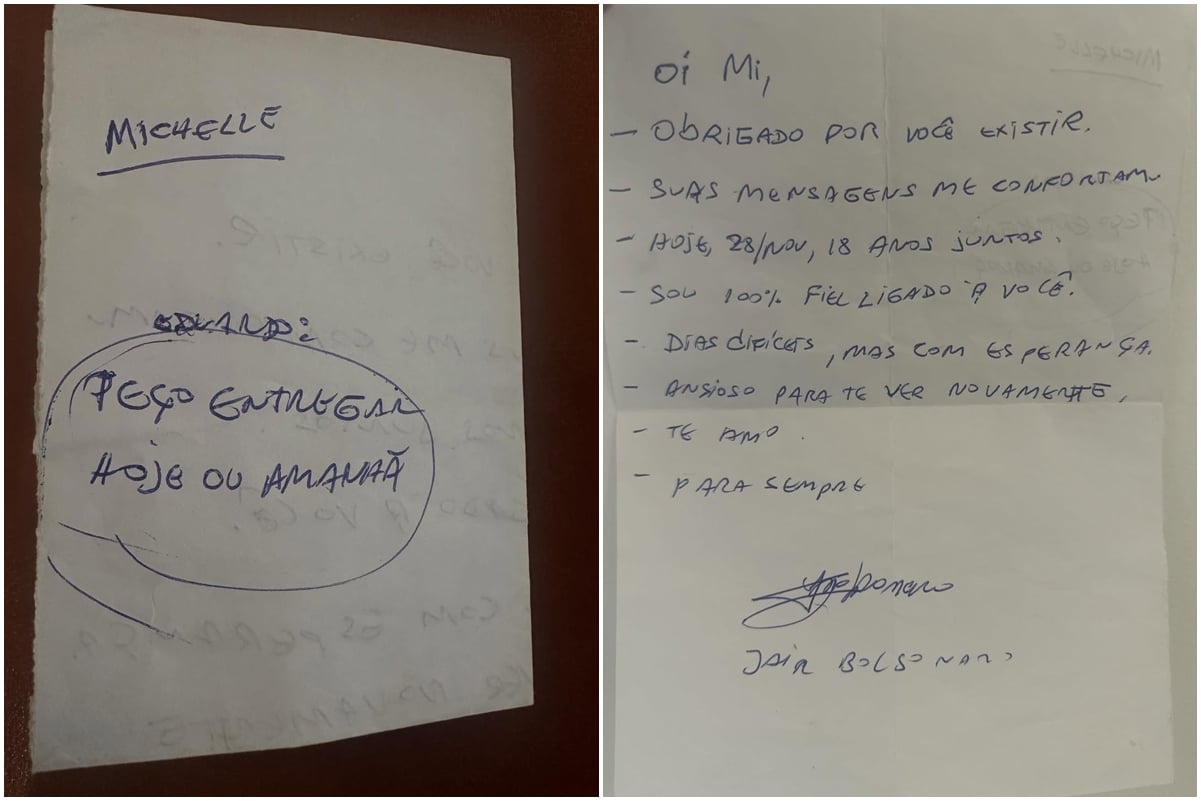 MICHELLE
EDUARDO:
PEÇO ENTREGAR
HOJE OU AMANHÃ
Oi Mi,
- OBRIGADO POR VOCÊ EXISTIR.
- SUAS MENSAGENS ME CONFORTAM.
- HOJE, 28/NOV, 18 ANOS JUNTOS.
- SOU 100% FIEL LIGADO À VOCÊ.
- DIAS DIFÍCEIS, MAS COM ESPERANÇA.
- ANSIOSO PARA TE VER NOVAMENTE,
- TE AMO.
- PARA SEMPRE
JAIR BOLSONARO